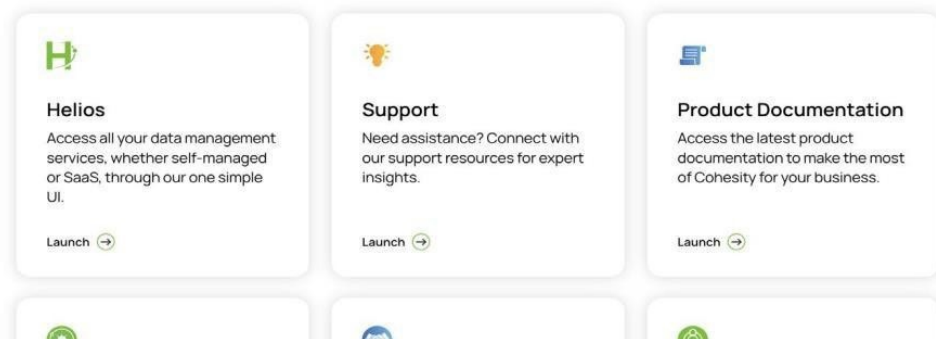 Helios
Access all your data management
services, whether self-managed
or SaaS, through our one simple
UI.
Launch
Support
Need assistance? Connect with
our support resources for expert
insights.
Launch
Product Documentation
Access the latest product
documentation to make the most
of Cohesity for your business.
Launch